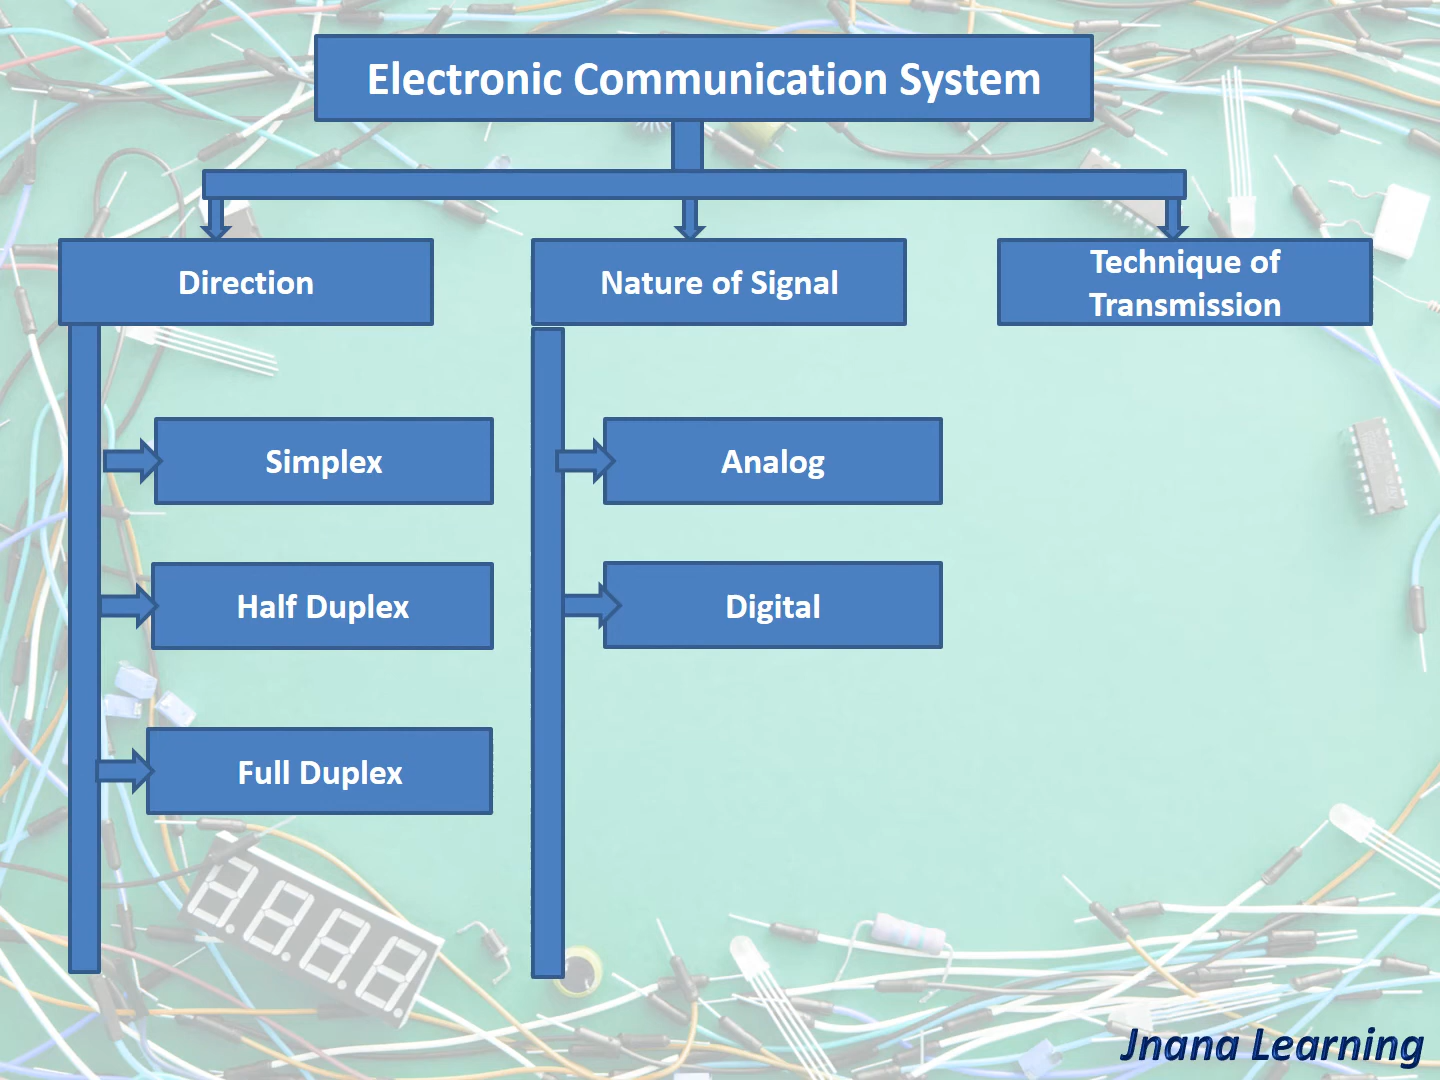 Electronic Communication System
Direction
Nature of Signal
Technique of
Transmission
Simplex
Analog
Half Duplex
Digital
Full Duplex
Jnana Learning